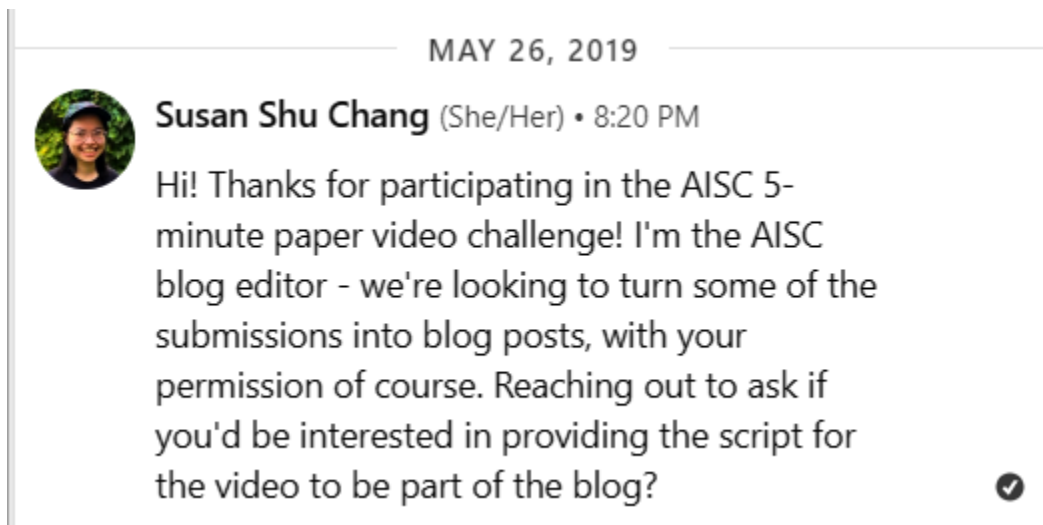 MAY 26, 2019
Susan Shu Chang (She/Her) • 8:20 PM
Hi! Thanks for participating in the AISC 5-
minute paper video challenge! I'm the AISC
blog editor - we're looking to turn some of the
submissions into blog posts, with your
permission of course. Reaching out to ask if
you'd be interested in providing the script for
the video to be part of the blog?